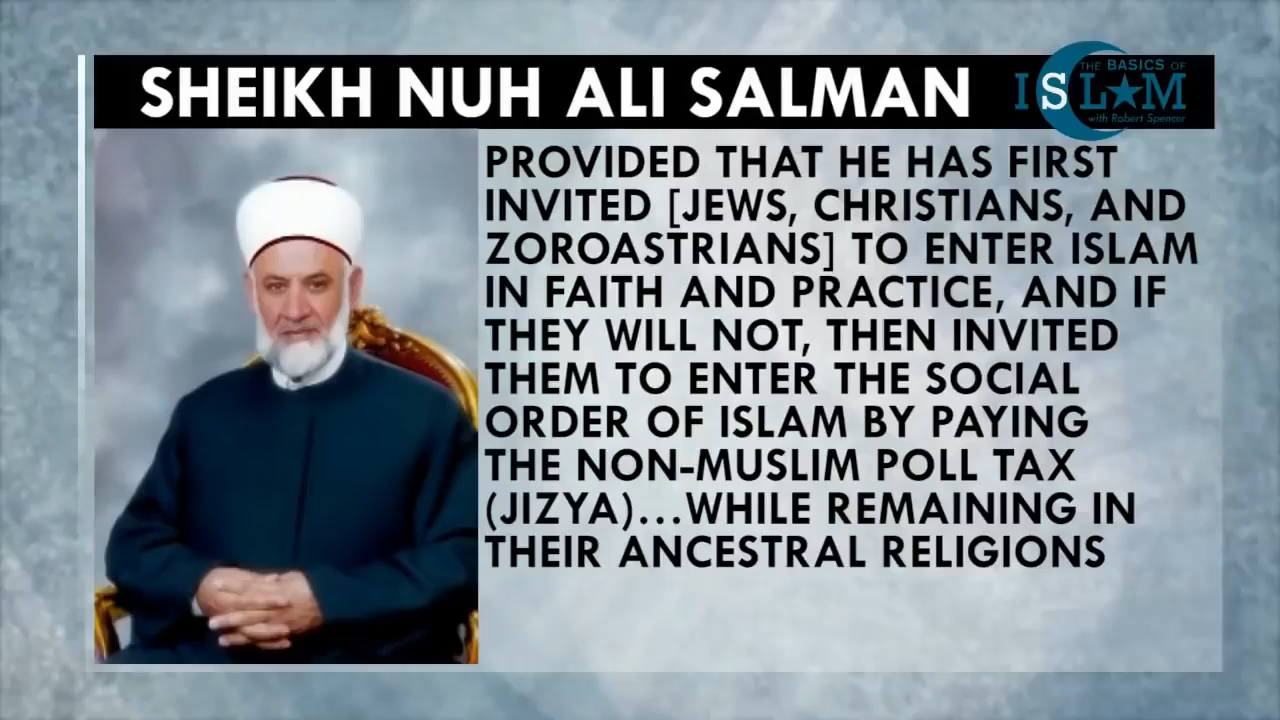 SHEIKH NUH ALI SALMAN
THE BASICS OF
ISLAM
with Robert Spencer
PROVIDED THAT HE HAS FIRST
INVITED [JEWS, CHRISTIANS, AND
ZOROASTRIANS] TO ENTER ISLAM
IN FAITH AND PRACTICE, AND IF
THEY WILL NOT, THEN INVITED
THEM TO ENTER THE SOCIAL
ORDER OF ISLAM BY PAYING
THE NON-MUSLIM POLL TAX
(JIZYA)...WHILE REMAINING IN
THEIR ANCESTRAL RELIGIONS